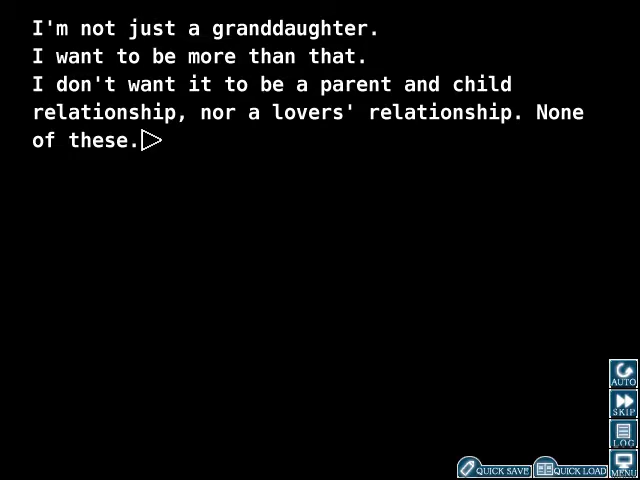 I'm not just a granddaughter.
I want to be more than that.
I don't want it to be a parent and child
relationship, nor a lovers' relationship. None
of these.
AUTO
SKIP
LOG
QUICK SAVE
QUICK LOAD
MENU